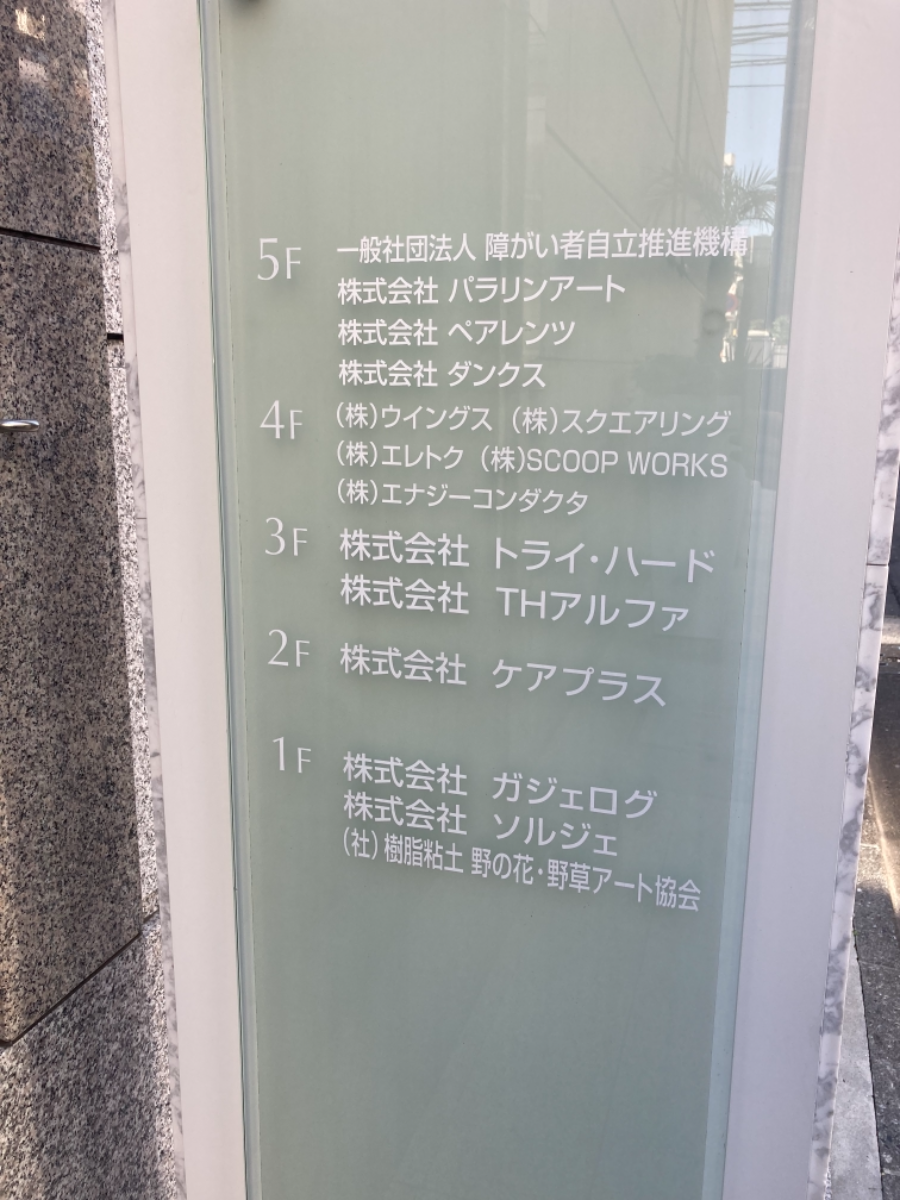 5F 一般社団法人 障がい者自立推進機構
株式会社 パラリンアート
株式会社 ペアレンツ
株式会社 ダンクス
4F (株)ウイングス (株)スクエアリング
(株)エレトク (株)SCOOP WORKS
(株)エナジーコンダクタ
3F 株式会社 トライ・ハード
株式会社 THアルファ
2F 株式会社 ケアプラス
1F 株式会社 ガジェログ
株式会社 ソルジェ
(社)樹脂粘土 野の花・野草アート協会